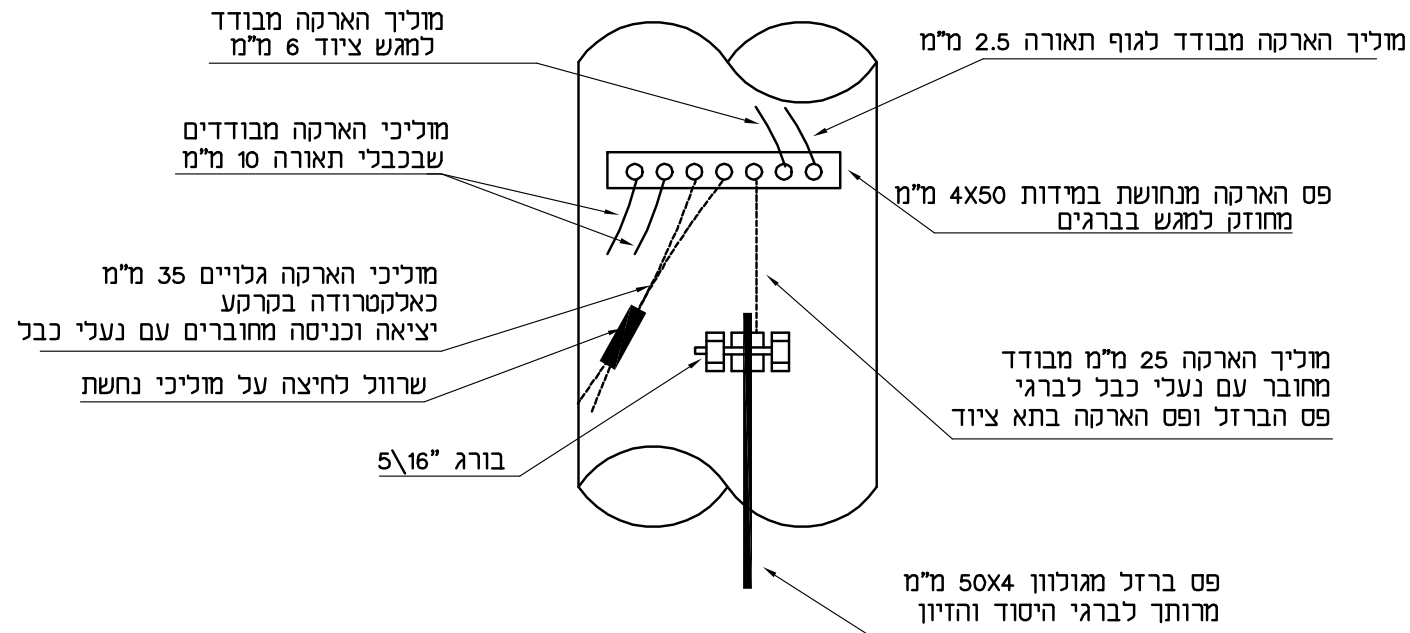 מוליך הארקה מבודד
למגש ציוד 6 מ"מ
מוליך הארקה מבודד לגוף תאורה 2.5 מ"מ
מוליכי הארקה מבודדים
שבכבלי תאורה 10 מ"מ
פס הארקה מנחושת במידות 4X50 מ"מ
מחוזק למגש בברגים
מוליכי הארקה גלויים 35 מ"מ
כאלקטרודה בקרקע
יציאה וכניסה מחוברים עם נעלי כבל
שרוול לחיצה על מוליכי נחשת
מוליך הארקה 25 מ"מ מבודד
מחובר עם נעלי כבל לברגי
פס הברזל ופס הארקה בתא ציוד
בורג "5\16
פס ברזל מגולוון 50X4 מ"מ
מרותך לברגי היסוד והזיון